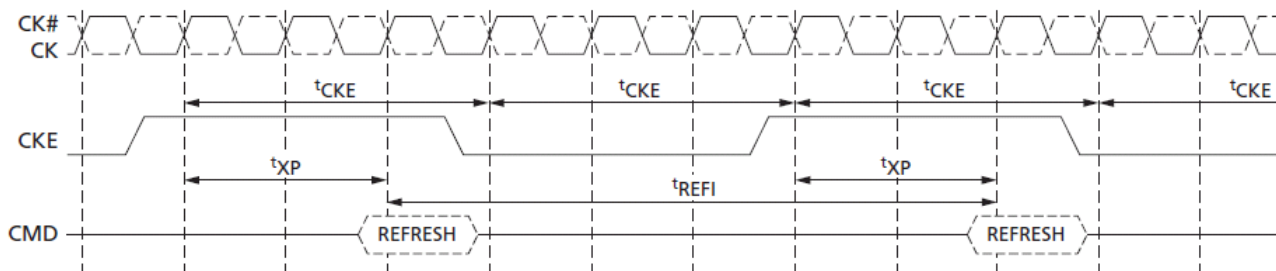 CK#
CK
tCKE tCKE tCKE tCKE
CKE
tXP tXP
tREFI
CMD REFRESH REFRESH